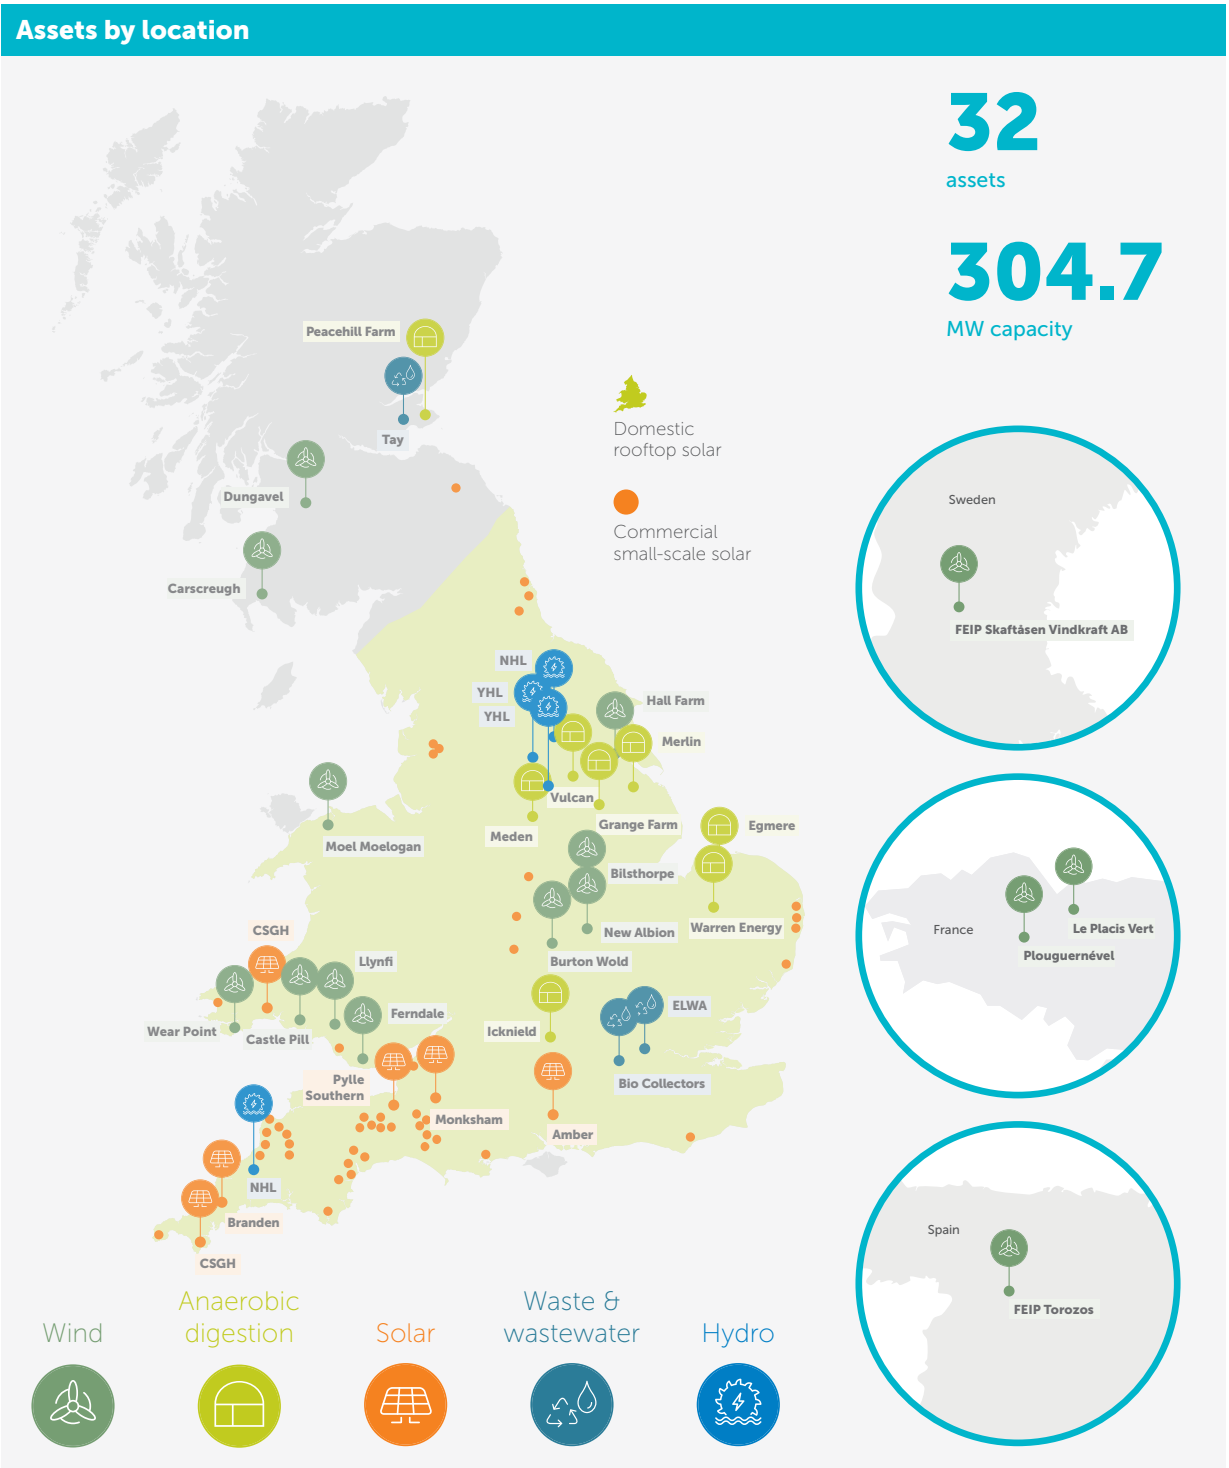 Assets by location
32
assets
304.7
MW capacity
Peacehill Farm
Tay
Domestic
rooftop solar
Dungavel
Commercial
small-scale solar
Carscreugh
Sweden
FEIP Skaftåsen Vindkraft AB
NHL
YHL
YHL
Hall Farm
Merlin
Vulcan
Grange Farm
Meden
Egmere
Moel Moelogan
Bilsthorpe
New Albion
Warren Energy
Burton Wold
France
Le Placis Vert
Plouguernével
CSGH
Llynfi
Ferndale
Wear Point
Castle Pill
Icknield
ELWA
Bio Collectors
Pylle
Southern
Monksham
Amber
NHL
Branden
CSGH
Spain
FEIP Torozos
Wind
Anaerobic
digestion
Solar
Waste &
wastewater
Hydro